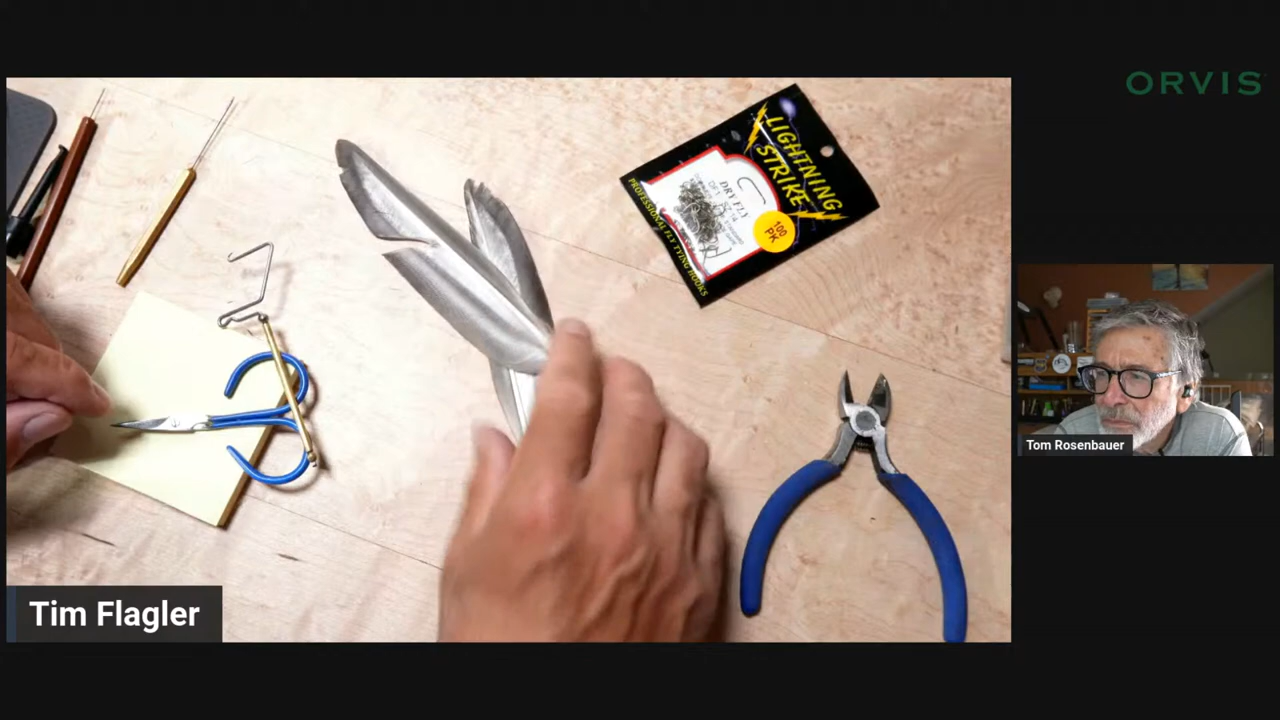 ORVIS
LIGHTNING
STRIKE
DRY FLY
100
PK
PROFESSIONAL FLY TYING HOOKS
Tom Rosenbauer
Tim Flagler